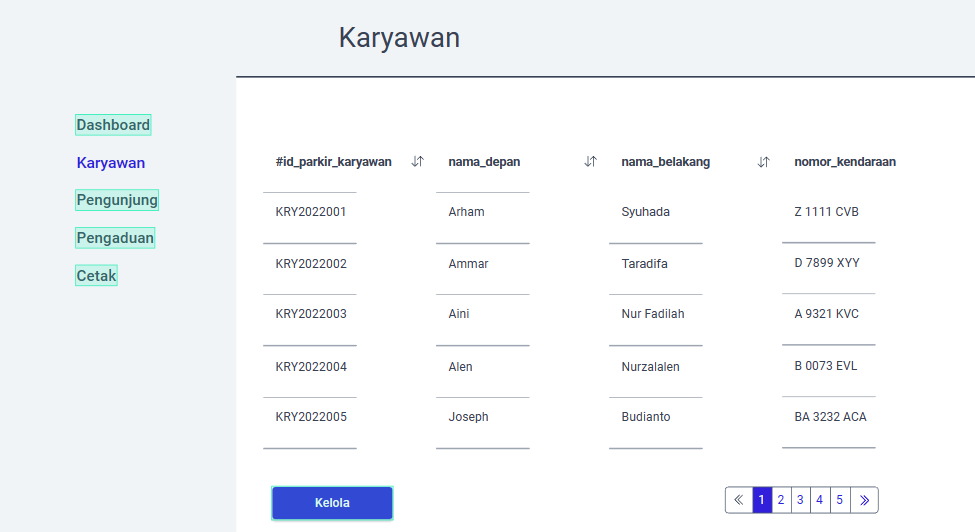 Karyawan
Dashboard
Karyawan
Pengunjung
Pengaduan
Cetak
#id_parkir_karyawan nama_depan nama_belakang nomor_kendaraan
KRY2022001 Arham Syuhada Z 1111 CVB
KRY2022002 Ammar Taradifa D 7899 XYY
KRY2022003 Aini Nur Fadilah A 9321 KVC
KRY2022004 Alen Nurzalalen B 0073 EVL
KRY2022005 Joseph Budianto BA 3232 ACA
Kelola « 1 2 3 4 5 »